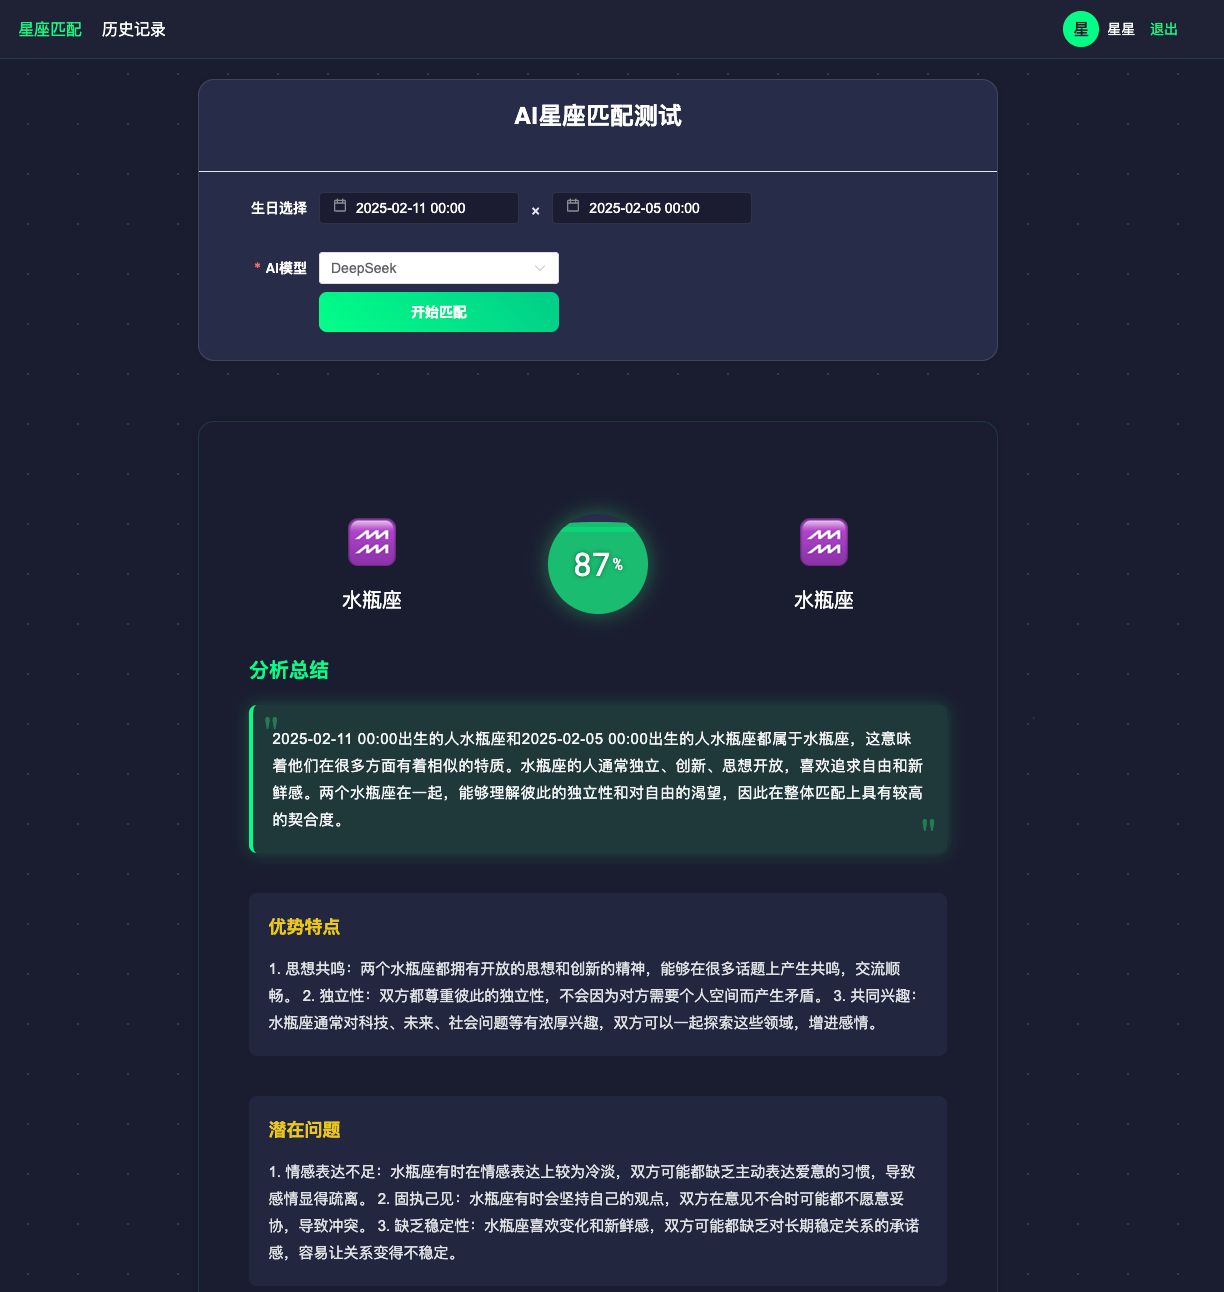 星座匹配 历史记录 星 星星 退出
AI星座匹配测试
生日选择 2025-02-11 00:00 × 2025-02-05 00:00
* AI模型 DeepSeek
开始匹配
87%
水瓶座 水瓶座
分析总结
"
2025-02-11 00:00出生的人水瓶座和2025-02-05 00:00出生的人水瓶座都属于水瓶座，这意味
着他们在很多方面有着相似的特质。水瓶座的人通常独立、创新、思想开放，喜欢追求自由和新
鲜感。两个水瓶座在一起，能够理解彼此的独立性和对自由的渴望，因此在整体匹配上具有较高
的契合度。
"
优势特点
1. 思想共鸣：两个水瓶座都拥有开放的思想和创新的精神，能够在很多话题上产生共鸣，交流顺
畅。 2. 独立性：双方都尊重彼此的独立性，不会因为对方需要个人空间而产生矛盾。 3. 共同兴趣：
水瓶座通常对科技、未来、社会问题等有浓厚兴趣，双方可以一起探索这些领域，增进感情。
潜在问题
1. 情感表达不足：水瓶座有时在情感表达上较为冷淡，双方可能都缺乏主动表达爱意的习惯，导致
感情显得疏离。 2. 固执己见：水瓶座有时会坚持自己的观点，双方在意见不合时可能都不愿意妥
协，导致冲突。 3. 缺乏稳定性：水瓶座喜欢变化和新鲜感，双方可能都缺乏对长期稳定关系的承诺
感，容易让关系变得不稳定。